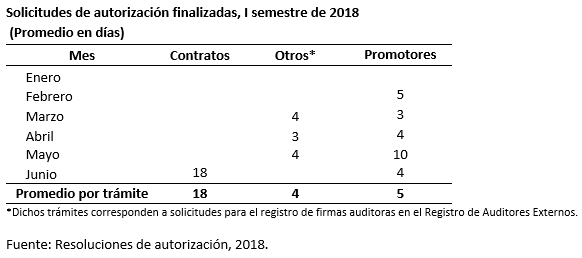 Solicitudes de autorización finalizadas, I semestre de 2018
(Promedio en días)
Mes Contratos Otros* Promotores
Enero
Febrero 5
Marzo 4 3
Abril 3 4
Mayo 4 10
Junio 18 4
Promedio por trámite 18 4 5
*Dichos trámites corresponden a solicitudes para el registro de firmas auditoras en el Registro de Auditores Externos.
Fuente: Resoluciones de autorización, 2018.